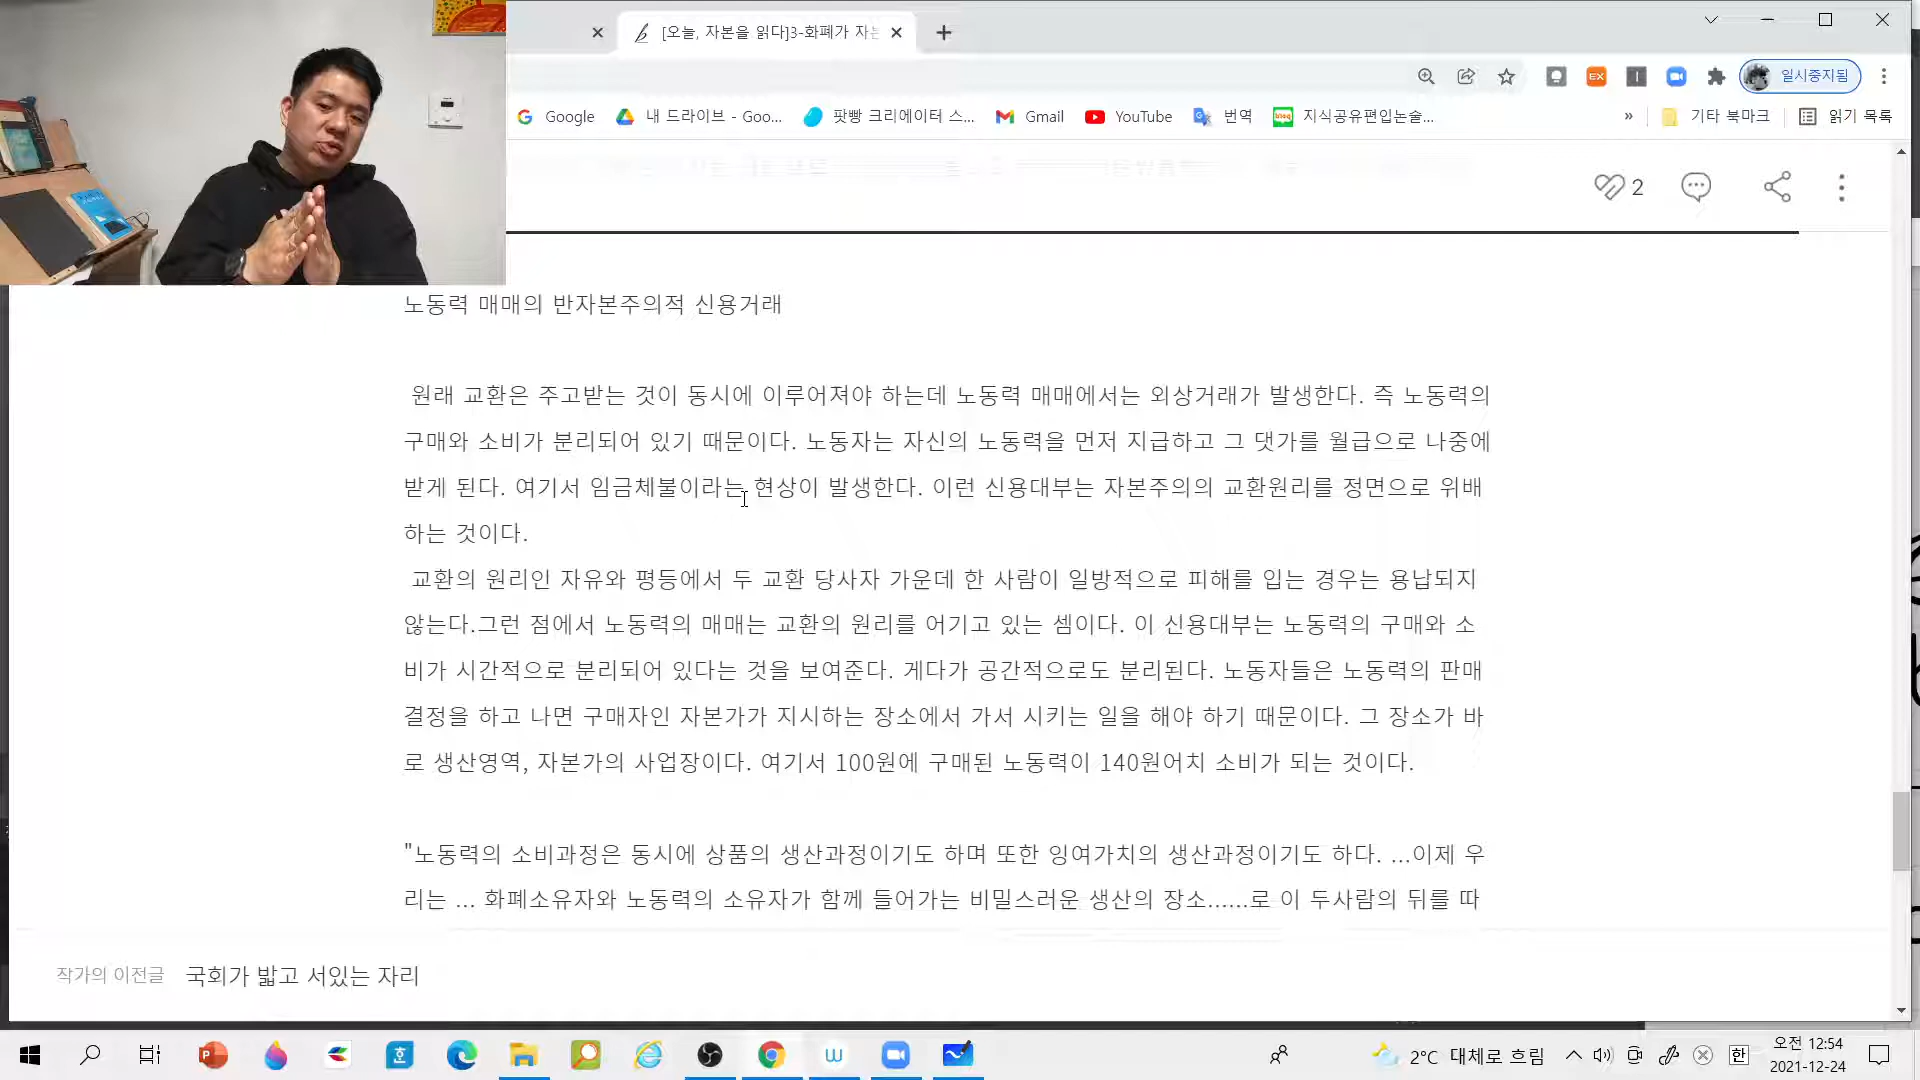 [오늘, 자본을 읽다]3-화폐가 자본
일시중지됨
Google
내 드라이브 - Goo...
팟빵 크리에이터 스...
Gmail
YouTube
번역
지식공유편입논술...
»
기타 북마크
읽기 목록
2
노동력 매매의 반자본주의적 신용거래
원래 교환은 주고받는 것이 동시에 이루어져야 하는데 노동력 매매에서는 외상거래가 발생한다. 즉 노동력의
구매와 소비가 분리되어 있기 때문이다. 노동자는 자신의 노동력을 먼저 지급하고 그 댓가를 월급으로 나중에
받게 된다. 여기서 임금체불이라는 현상이 발생한다. 이런 신용대부는 자본주의의 교환원리를 정면으로 위배
하는 것이다.
교환의 원리인 자유와 평등에서 두 교환 당사자 가운데 한 사람이 일방적으로 피해를 입는 경우는 용납되지
않는다.그런 점에서 노동력의 매매는 교환의 원리를 어기고 있는 셈이다. 이 신용대부는 노동력의 구매와 소
비가 시간적으로 분리되어 있다는 것을 보여준다. 게다가 공간적으로도 분리된다. 노동자들은 노동력의 판매
결정을 하고 나면 구매자인 자본가가 지시하는 장소에서 가서 시키는 일을 해야 하기 때문이다. 그 장소가 바
로 생산영역, 자본가의 사업장이다. 여기서 100원에 구매된 노동력이 140원어치 소비가 되는 것이다.
"노동력의 소비과정은 동시에 상품의 생산과정이기도 하며 또한 잉여가치의 생산과정이기도 하다. ...이제 우
리는 ... 화폐소유자와 노동력의 소유자가 함께 들어가는 비밀스러운 생산의 장소......로 이 두사람의 뒤를 따
작가의 이전글 국회가 밟고 서있는 자리
2°C 대체로 흐림
한
오전 12:54
2021-12-24